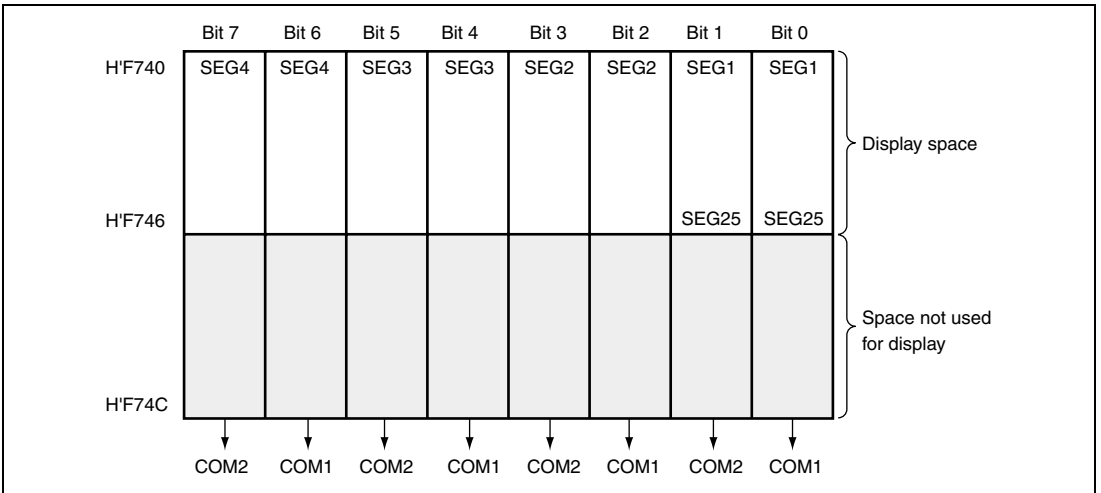 Bit 7 Bit 6 Bit 5 Bit 4 Bit 3 Bit 2 Bit 1 Bit 0
H'F740 SEG4 SEG4 SEG3 SEG3 SEG2 SEG2 SEG1 SEG1
Display space
H'F746 SEG25 SEG25
Space not used
for display
H'F74C
COM2 COM1 COM2 COM1 COM2 COM1 COM2 COM1